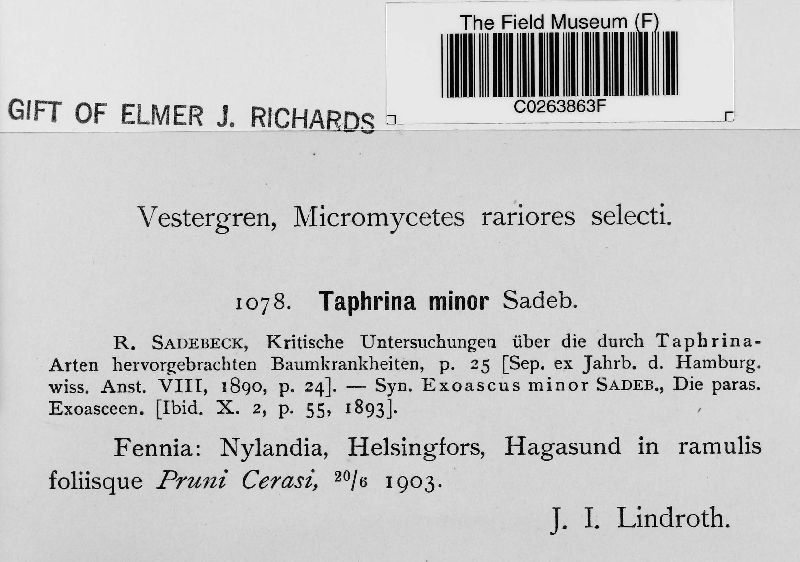 The Field Museum (F)
C0263863F
GIFT OF ELMER J. RICHARDS
Vestergren, Micromycetes rariores selecti.
1078. Taphrina minor Sadeb.
R. SADEBECK, Kritische Untersuchungen über die durch Taphrina-
Arten hervorgebrachten Baumkrankheiten, p. 25 [Sep. ex Jahrb. d. Hamburg.
wiss. Anst. VIII, 1890, p. 24]. — Syn. Exoascus minor SADEB., Die paras.
Exoasceen. [Ibid. X. 2, p. 55, 1893].
Fennia: Nylandia, Helsingfors, Hagasund in ramulis
foliisque Pruni Cerasi, 20/6 1903.
J. I. Lindroth.